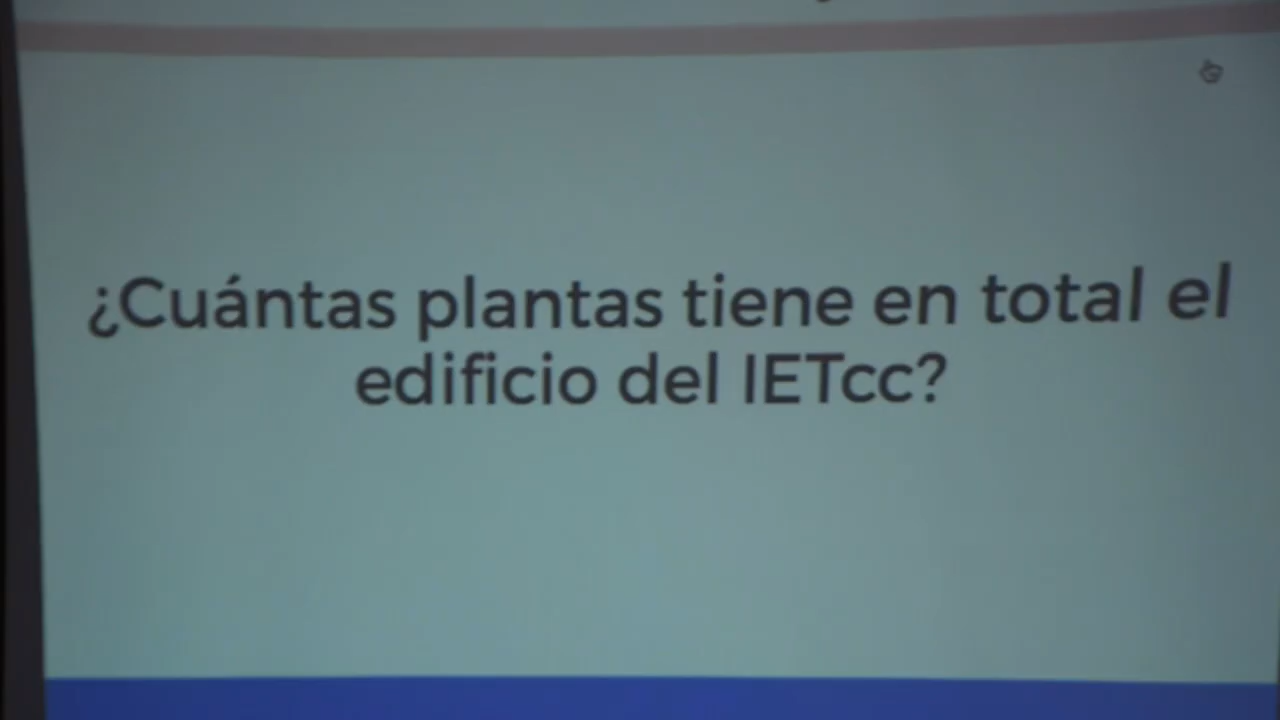 ¿Cuántas plantas tiene en total el
edificio del IETcc?